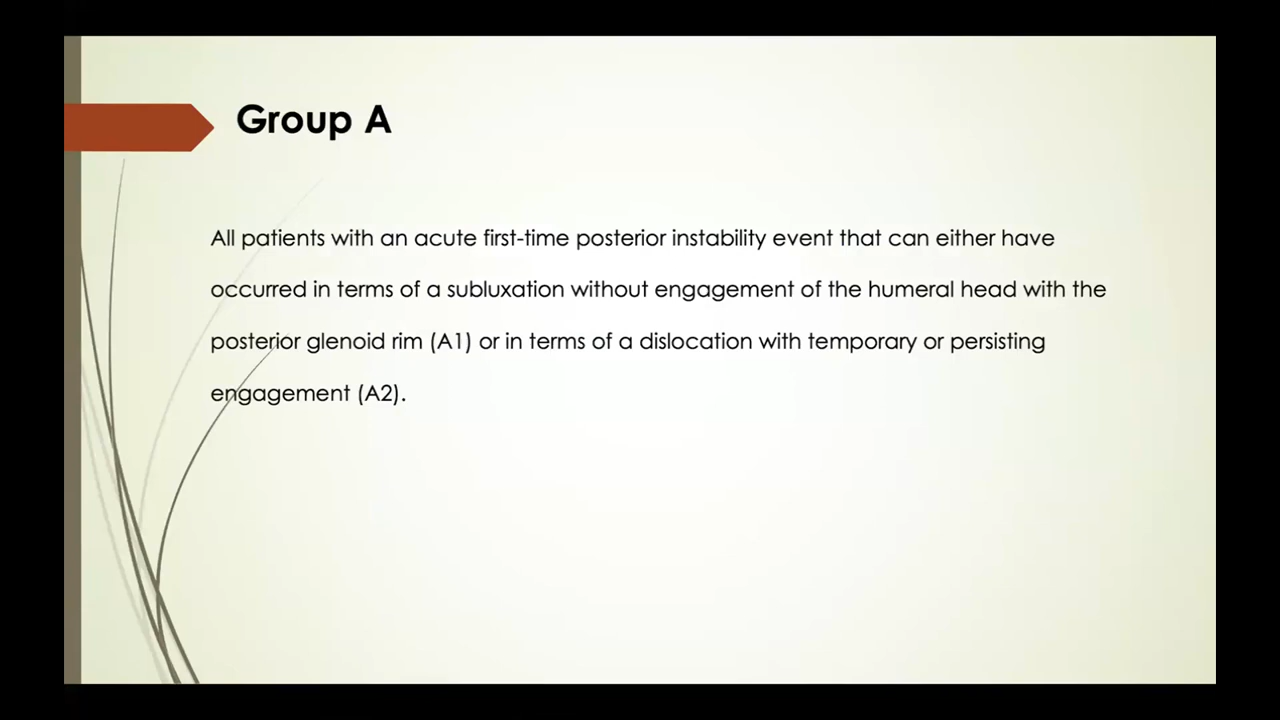 Group A
All patients with an acute first-time posterior instability event that can either have
occurred in terms of a subluxation without engagement of the humeral head with the
posterior glenoid rim (A1) or in terms of a dislocation with temporary or persisting
engagement (A2).